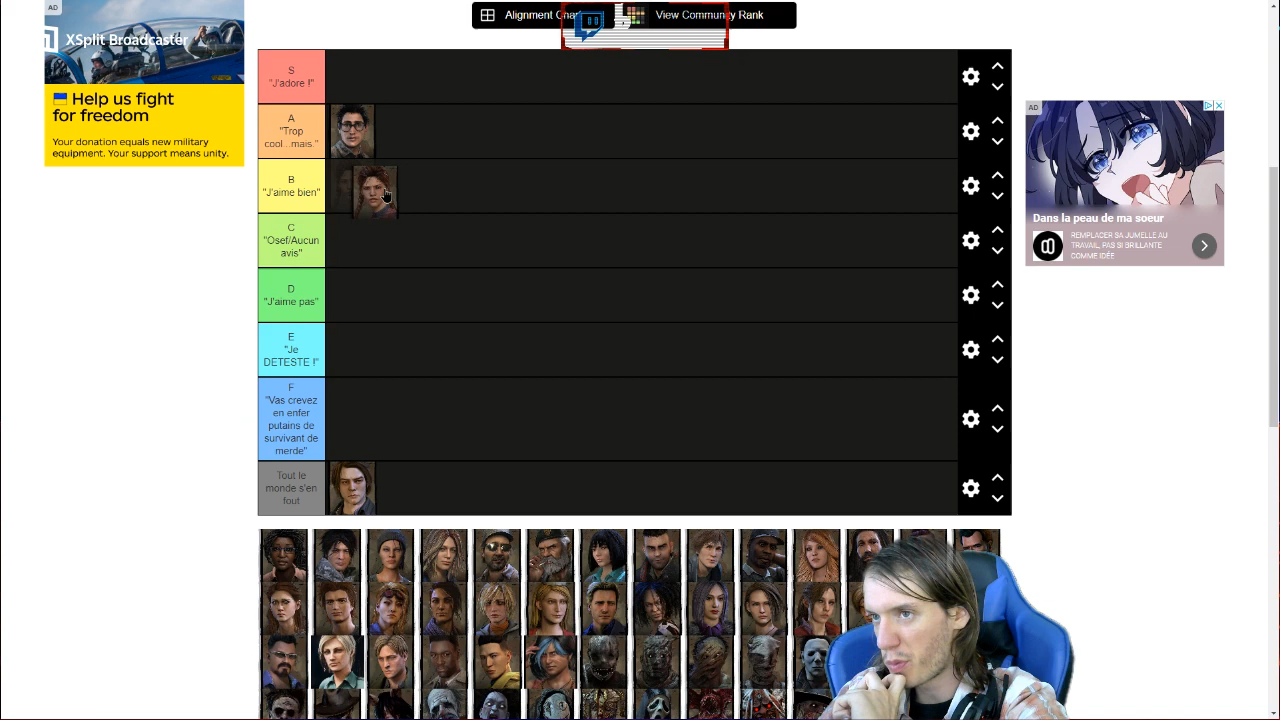 AD
XSplit Broadcaster
Help us fight
for freedom
Your donation equals new military
equipment. Your support means unity.
Alignment Cha
View Community Rank
S
"J'adore !"
A
"Trop
cool...mais "
B
"J'aime bien"
C
"Osef/Aucun
avis"
D
"J'aime pas"
E
"Je
DETESTE !"
F
"Vas crevez
en enfer
putains de
survivant de
merde"
Tout le
monde s'en
fout
AD
Dans la peau de ma soeur
REMPLACER SA JUMELLE AU
TRAVAIL, PAS SI BRILLANTE
COMME IDÉE